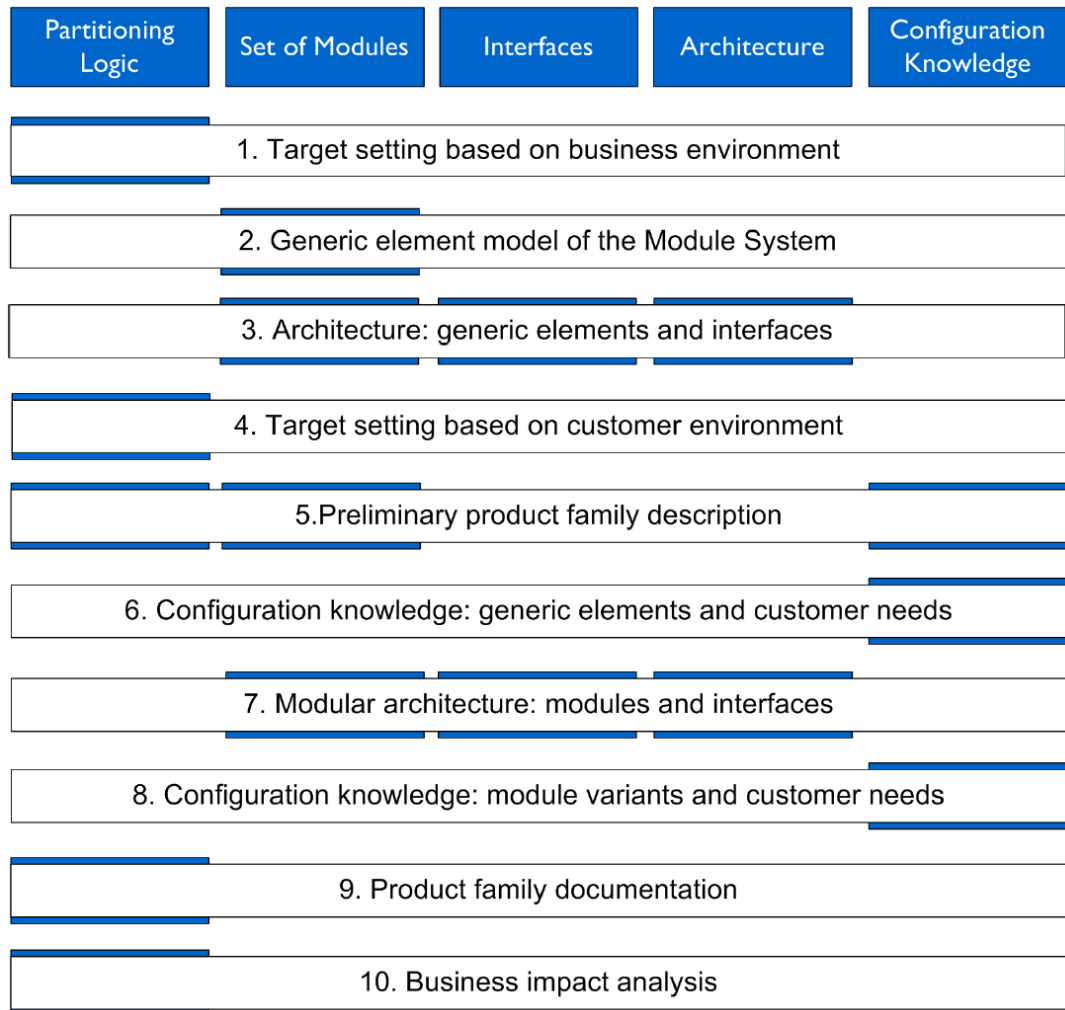 Partitioning
Logic
Set of Modules
Interfaces
Architecture
Configuration
Knowledge
1. Target setting based on business environment
2. Generic element model of the Module System
3. Architecture: generic elements and interfaces
4. Target setting based on customer environment
5.Preliminary product family description
6. Configuration knowledge: generic elements and customer needs
7. Modular architecture: modules and interfaces
8. Configuration knowledge: module variants and customer needs
9. Product family documentation
10. Business impact analysis